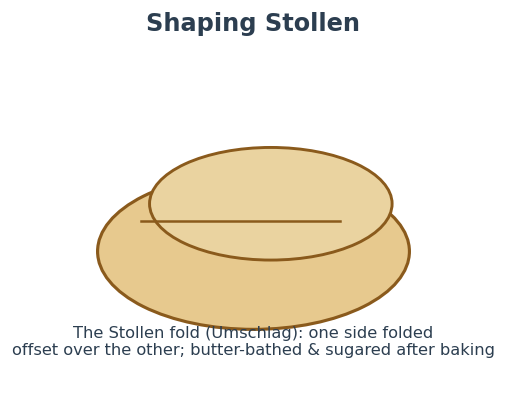 Shaping Stollen
The Stollen fold (Umschlag): one side folded
offset over the other; butter-bathed & sugared after baking